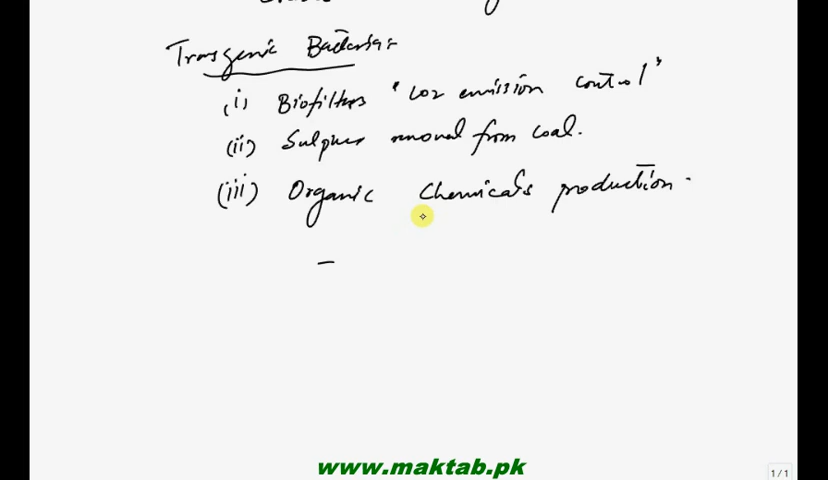 Transgenic Bacteria:
(i) Biofilters "CO2 emission control"
(ii) Sulphur removal from coal.
(iii) Organic Chemicals production.
www.maktab.pk
1/1